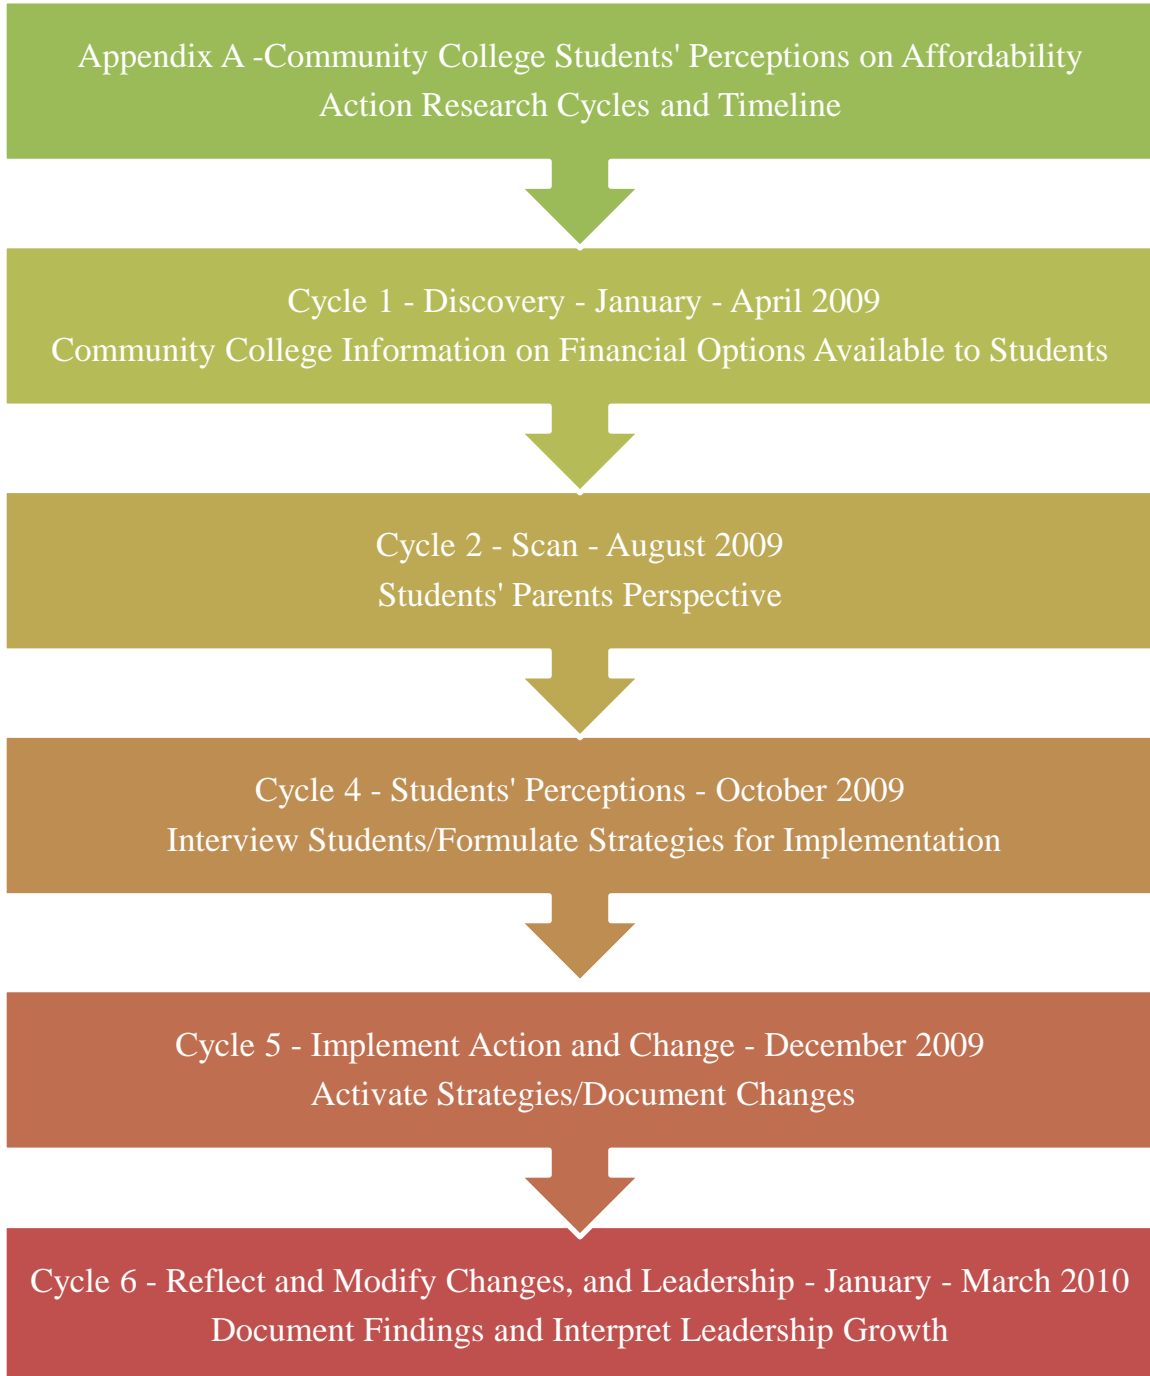 Appendix A -Community College Students' Perceptions on Affordability
Action Research Cycles and Timeline
Cycle 1 - Discovery - January - April 2009
Community College Information on Financial Options Available to Students
Cycle 2 - Scan - August 2009
Students' Parents Perspective
Cycle 4 - Students' Perceptions - October 2009
Interview Students/Formulate Strategies for Implementation
Cycle 5 - Implement Action and Change - December 2009
Activate Strategies/Document Changes
Cycle 6 - Reflect and Modify Changes, and Leadership - January - March 2010
Document Findings and Interpret Leadership Growth